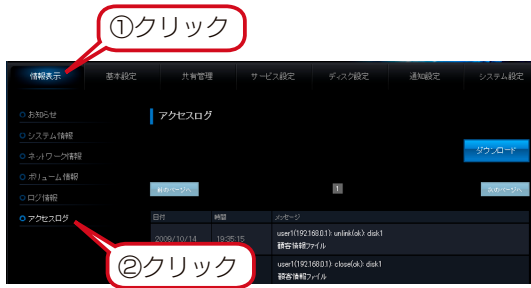 ①クリック
情報表示 基本設定 共有管理 サービス設定 ディスク設定 通知設定 システム設定
お知らせ
アクセスログ
システム情報
ダウンロード
ネットワーク情報
ボリューム情報
前のページへ 1 次のページへ
ログ情報
アクセスログ
日付 時間 メッセージ
2009/10/14 19:35:15 user1(192.168.0.1): unlink(ok): disk1
顧客情報ファイル
②クリック
user1(192.168.0.1): close(ok): disk1
顧客情報ファイル